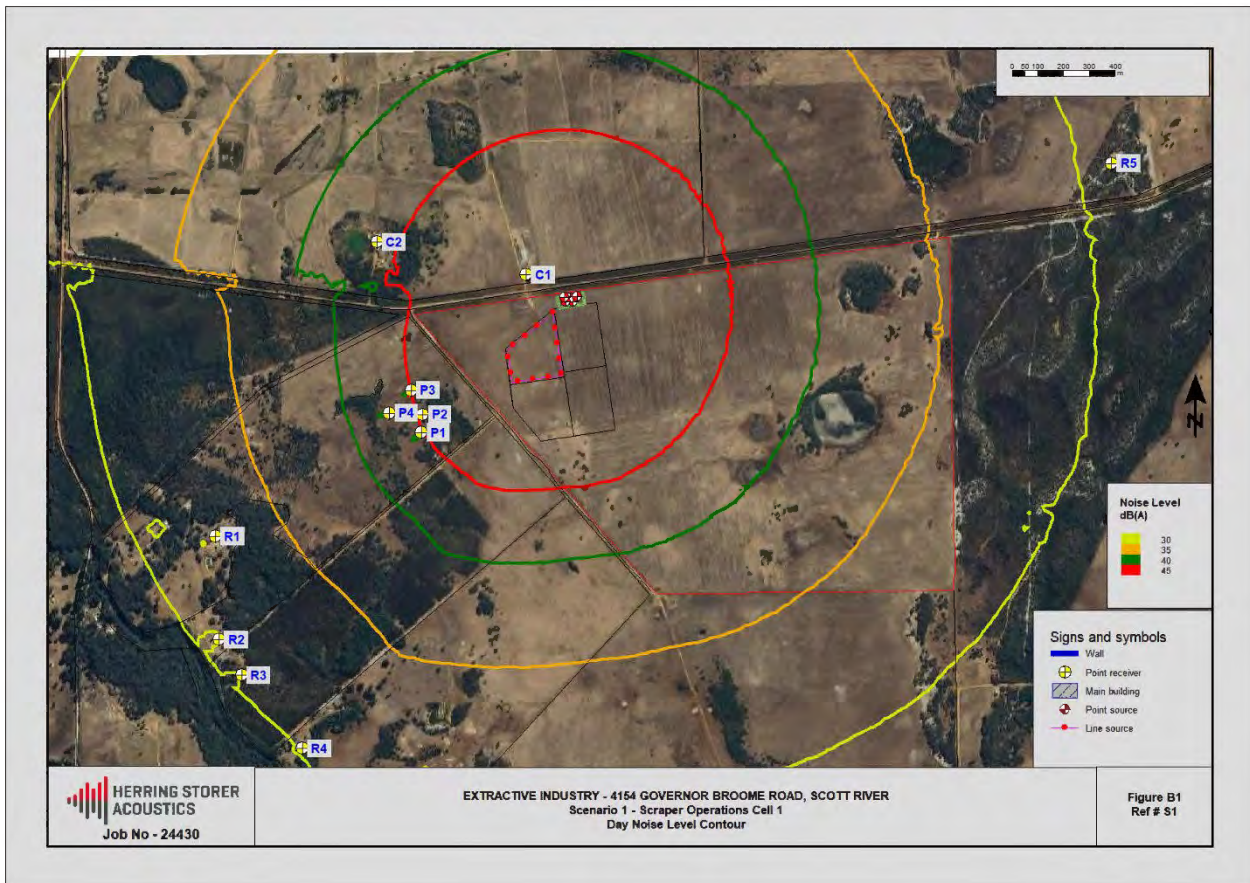 0 50 100 200 300 400
m
R5
C2
C1
P3
P4
P2
P1
R1
R2
R3
R4
N
Noise Level
dB(A)
30
35
40
45
Signs and symbols
Wall
Point receiver
Main building
Point source
Line source
HERRING STORER
ACOUSTICS
Job No - 24430
EXTRACTIVE INDUSTRY - 4154 GOVERNOR BROOME ROAD, SCOTT RIVER
Scenario 1 - Scraper Operations Cell 1
Day Noise Level Contour
Figure B1
Ref # S1